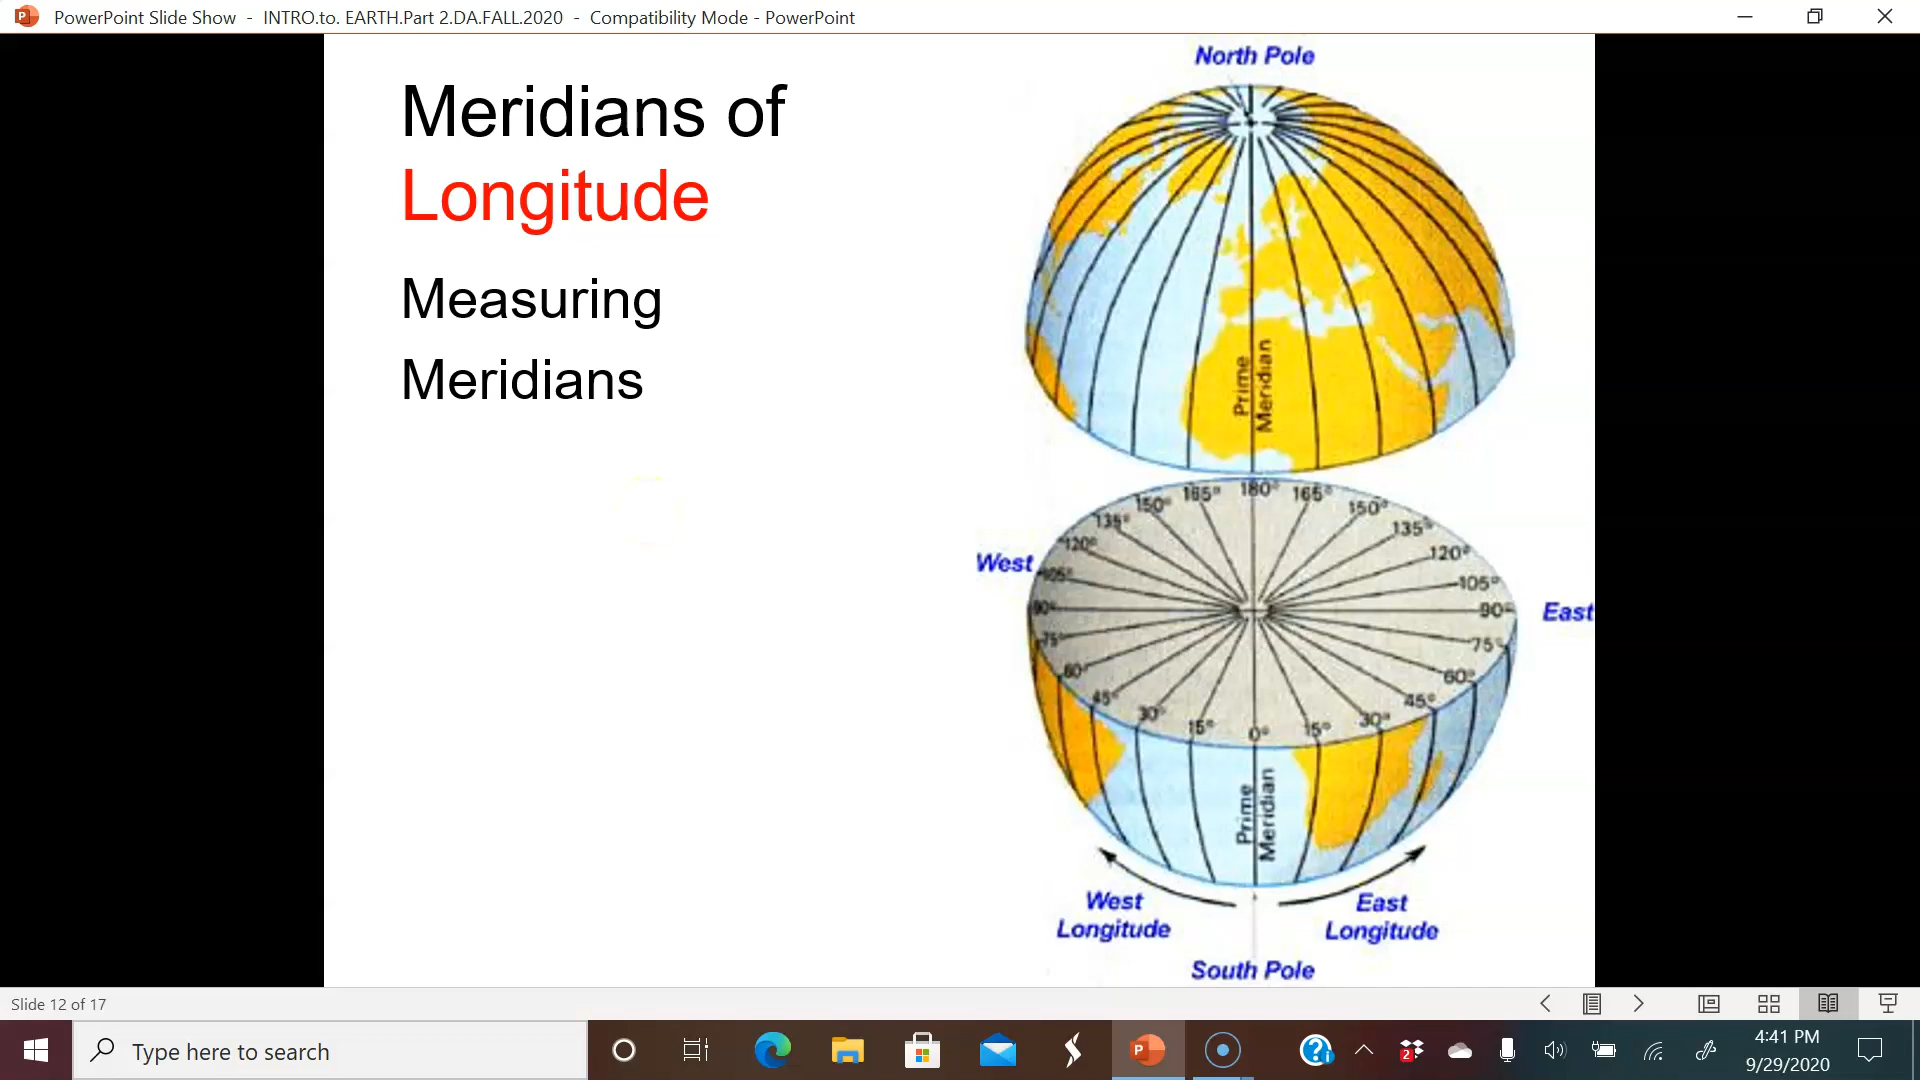 PowerPoint Slide Show - INTRO.to. EARTH.Part 2.DA.FALL.2020 - Compatibility Mode - PowerPoint
Meridians of
Longitude
Measuring
Meridians
North Pole
Prime
Meridian
150° 165° 180° 165° 150°
135° 135°
120° 120°
105° 105°
90° 90°
75° 75°
60° 60°
45° 45°
30° 15° 0° 15° 30°
West
East
Prime
Meridian
West
Longitude
East
Longitude
South Pole
Slide 12 of 17
Type here to search
2
4:41 PM
9/29/2020